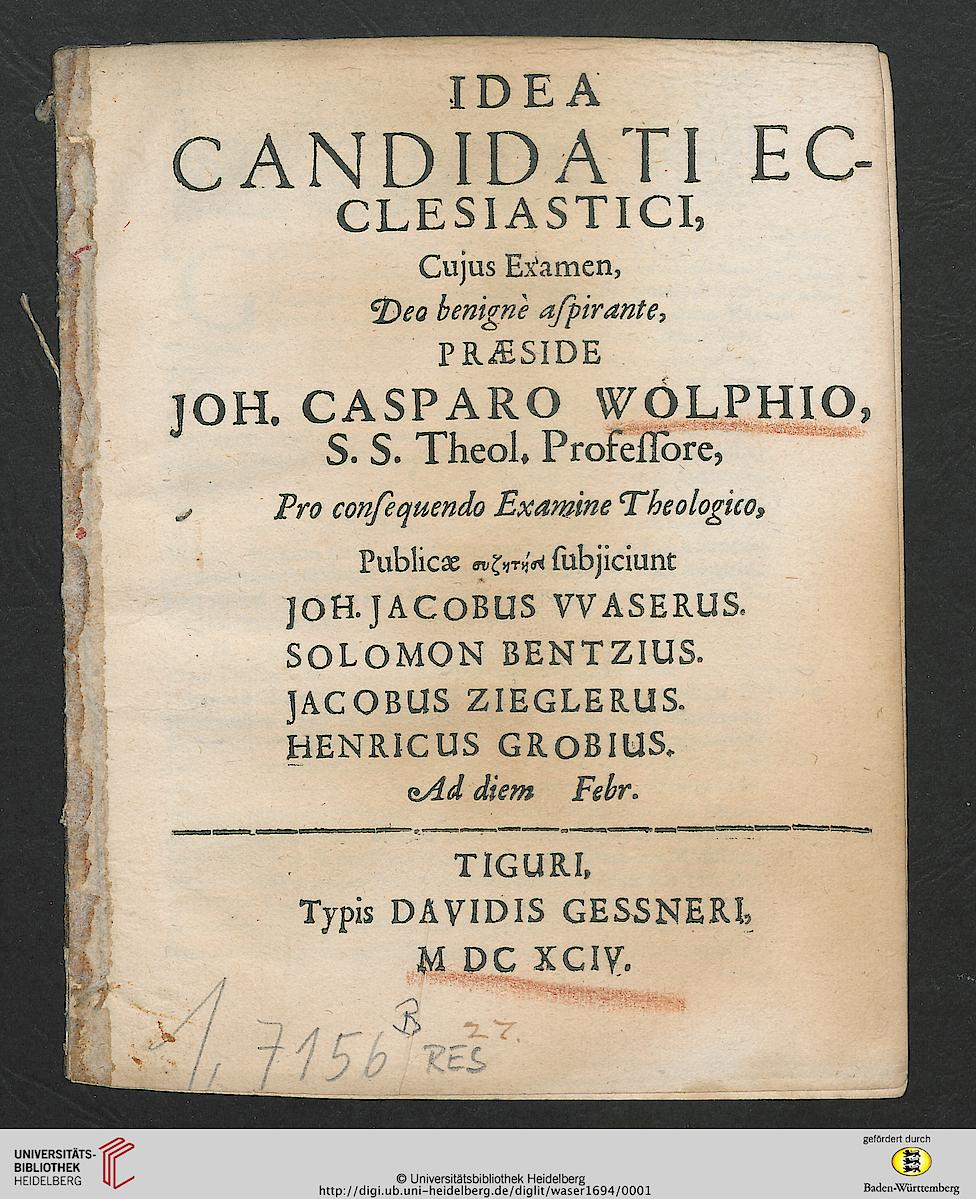 IDEA
CANDIDATI EC-
CLESIASTICI,
Cujus Examen,
Deo benignè aſpirante,
PRÆSIDE
JOH. CASPARO WOLPHIO,
S. S. Theol. Profeſſore,
Pro conſequendo Examine Theologico,
Publicæ ſubjiciunt
JOH. JACOBUS VVASERUS.
SOLOMON BENTZIUS.
JACOBUS ZIEGLERUS.
HENRICUS GROBIUS.
Ad diem Febr.
TIGURI,
Typis DAVIDIS GESSNERI,
M DC XCIV.
7156 B
27.
RES
UNIVERSITÄTS-
BIBLIOTHEK
HEIDELBERG
© Universitätsbibliothek Heidelberg
http://digi.ub.uni-heidelberg.de/diglit/waser1694/0001
gefördert durch
Baden-Württemberg